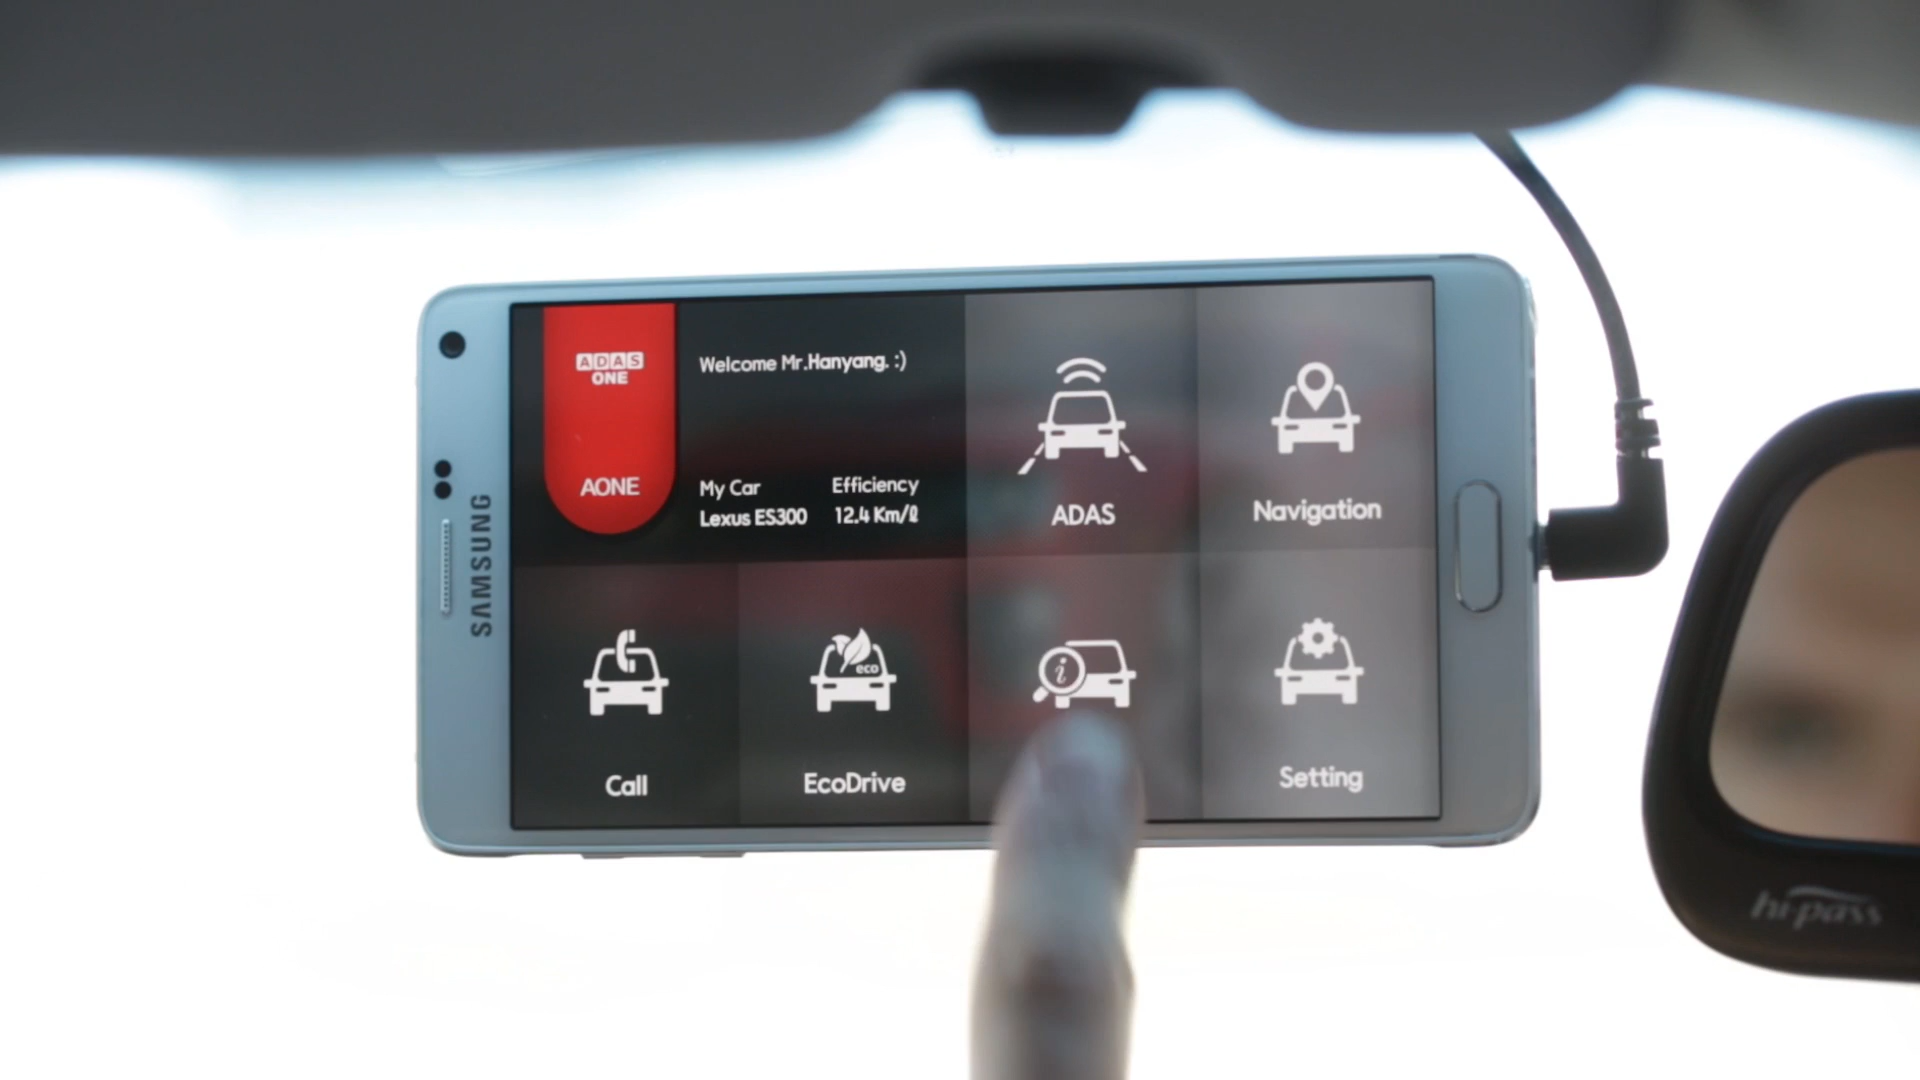 ADAS
ONE
AONE
Welcome Mr.Hanyang. :)
My Car
Lexus ES300
Efficiency
12.4 Km/ℓ
ADAS
Navigation
Call
eco
EcoDrive
i
Setting
SAMSUNG
hi-pass